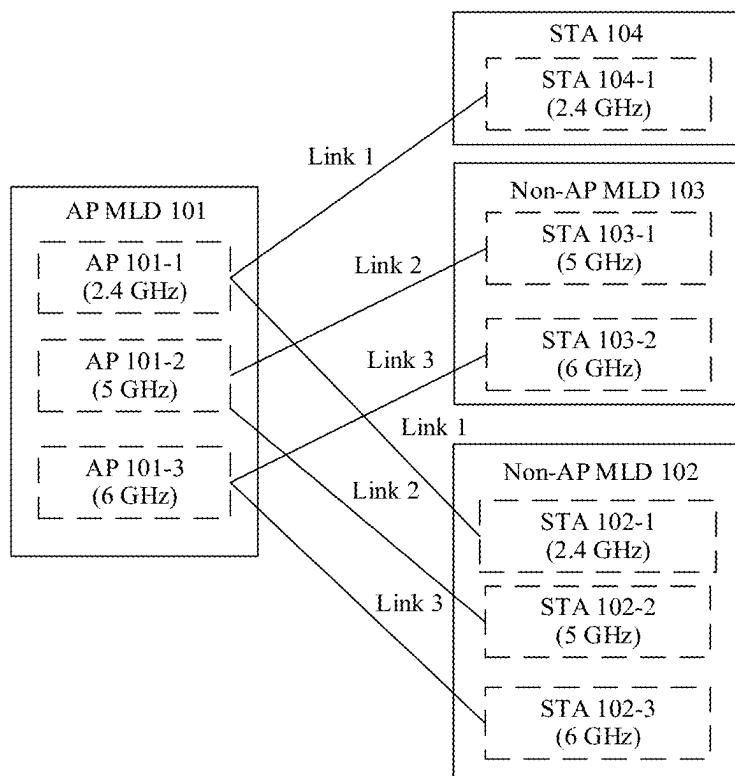 AP MLD 101
AP 101-1
(2.4 GHz)
AP 101-2
(5 GHz)
AP 101-3
(6 GHz)
Link 1
Link 2
Link 3
Link 1
Link 2
Link 3
STA 104
STA 104-1
(2.4 GHz)
Non-AP MLD 103
STA 103-1
(5 GHz)
STA 103-2
(6 GHz)
Non-AP MLD 102
STA 102-1
(2.4 GHz)
STA 102-2
(5 GHz)
STA 102-3
(6 GHz)